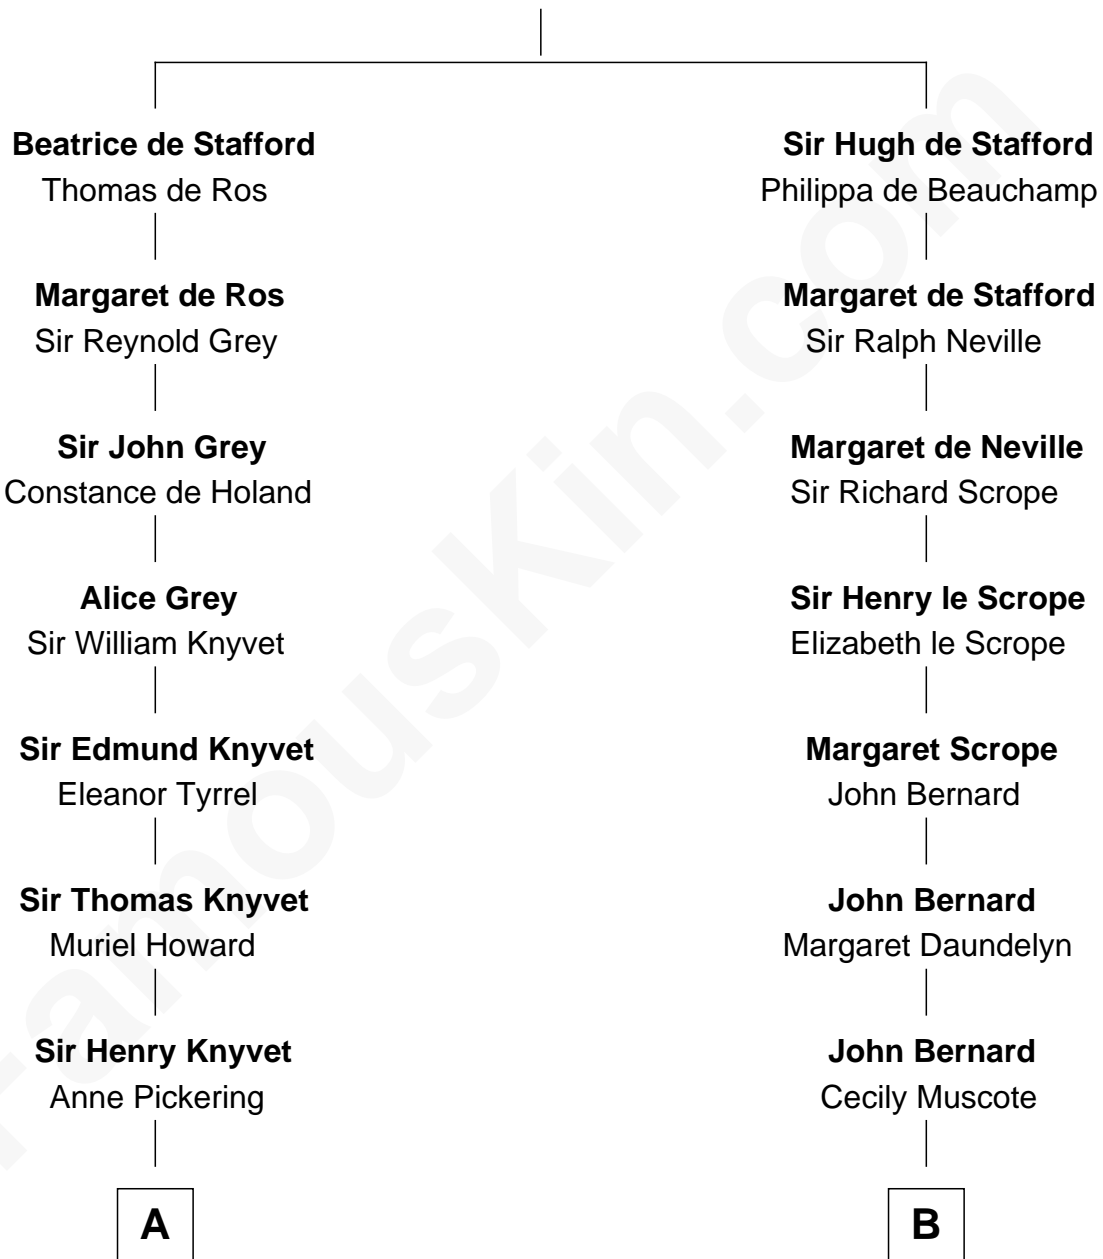 Beatrice de Stafford
Thomas de Ros
Margaret de Ros
Sir Reynold Grey
Sir John Grey
Constance de Holand
Alice Grey
Sir William Knyvet
Sir Edmund Knyvet
Eleanor Tyrrel
Sir Thomas Knyvet
Muriel Howard
Sir Henry Knyvet
Anne Pickering
A
Sir Hugh de Stafford
Philippa de Beauchamp
Margaret de Stafford
Sir Ralph Neville
Margaret de Neville
Sir Richard Scrope
Sir Henry le Scrope
Elizabeth le Scrope
Margaret Scrope
John Bernard
John Bernard
Margaret Daundelyn
John Bernard
Cecily Muscote
B
FamousKin.com